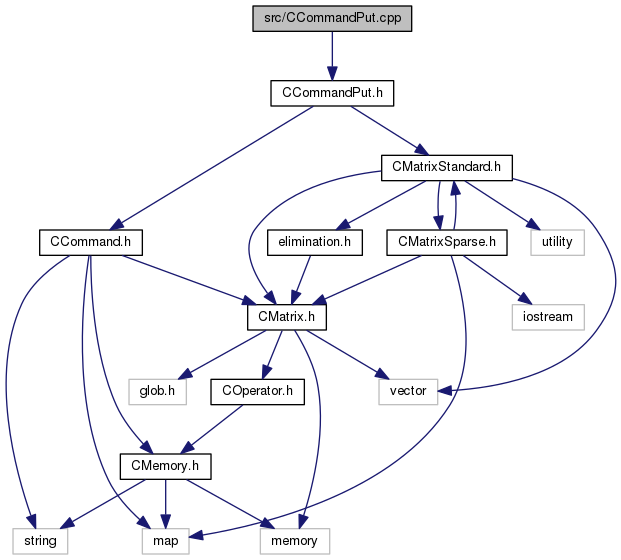 src/CCommandPut.cpp
CCommandPut.h
CMatrixStandard.h
CCommand.h
elimination.h
CMatrixSparse.h
utility
CMatrix.h
iostream
glob.h
COperator.h
vector
CMemory.h
string
map
memory